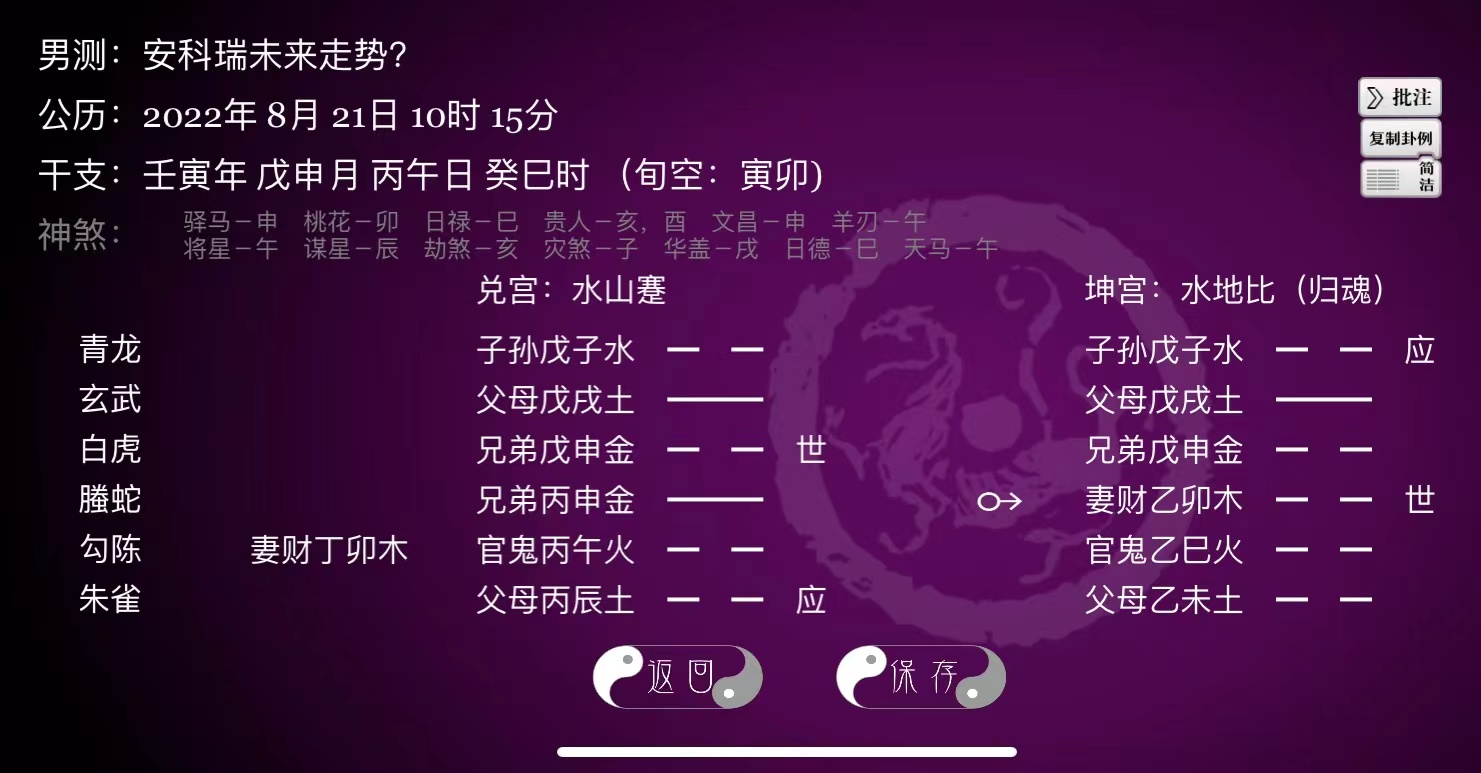 男测：安科瑞未来走势？
公历：2022年 8月 21日 10时 15分
干支：壬寅年 戊申月 丙午日 癸巳时 （旬空：寅卯）
神煞：
驿马－申 桃花－卯 日禄－巳 贵人－亥，酉 文昌－申 羊刃－午
将星－午 谋星－辰 劫煞－亥 灾煞－子 华盖－戌 日德－巳 天马－午
批注
复制卦例
简洁
兑宫：水山蹇 坤宫：水地比（归魂）
青龙 子孙戊子水 子孙戊子水 应
玄武 父母戊戌土 父母戊戌土
白虎 兄弟戊申金 世 兄弟戊申金
螣蛇 兄弟丙申金 妻财乙卯木 世
勾陈 妻财丁卯木 官鬼丙午火 官鬼乙巳火
朱雀 父母丙辰土 应 父母乙未土
返回 保存